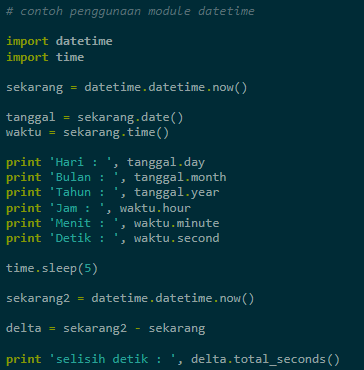 # contoh penggunaan module datetime
import datetime
import time
sekarang = datetime.datetime.now()
tanggal = sekarang.date()
waktu = sekarang.time()
print 'Hari : ', tanggal.day
print 'Bulan : ', tanggal.month
print 'Tahun : ', tanggal.year
print 'Jam : ', waktu.hour
print 'Menit : ', waktu.minute
print 'Detik : ', waktu.second
time.sleep(5)
sekarang2 = datetime.datetime.now()
delta = sekarang2 - sekarang
print 'selisih detik : ', delta.total_seconds()